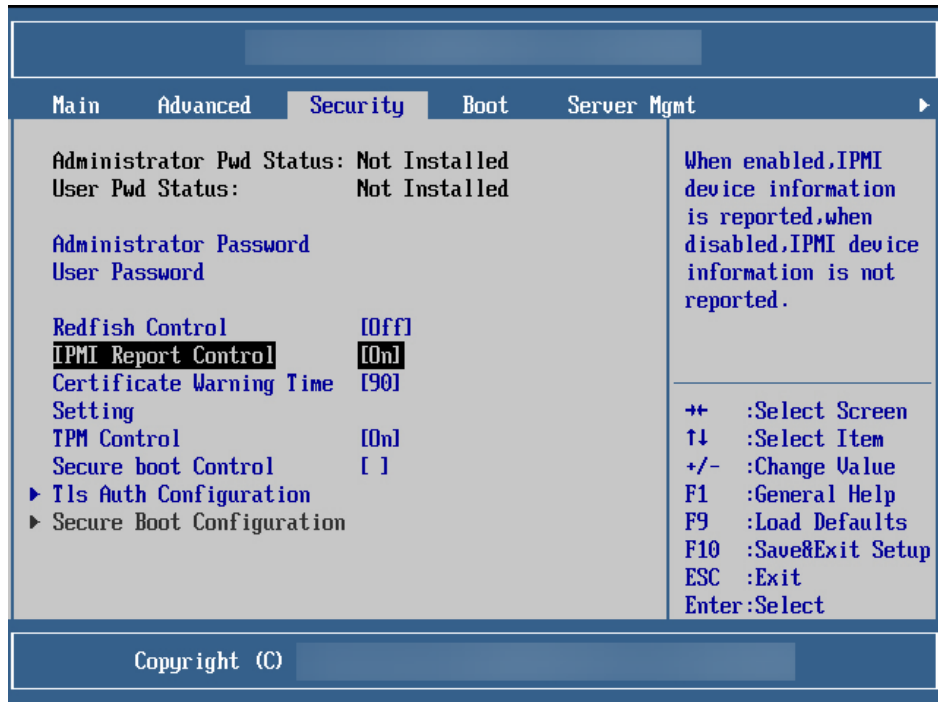 Main Advanced Security Boot Server Mgmt
Administrator Pwd Status: Not Installed
User Pwd Status: Not Installed
Administrator Password
User Password
Redfish Control [Off]
IPMI Report Control [On]
Certificate Warning Time [90]
Setting
TPM Control [On]
Secure boot Control [ ]
Tls Auth Configuration
Secure Boot Configuration
When enabled,IPMI
device information
is reported,when
disabled,IPMI device
information is not
reported.
→← :Select Screen
↑↓ :Select Item
+/- :Change Value
F1 :General Help
F9 :Load Defaults
F10 :Save&Exit Setup
ESC :Exit
Enter:Select
Copyright (C)